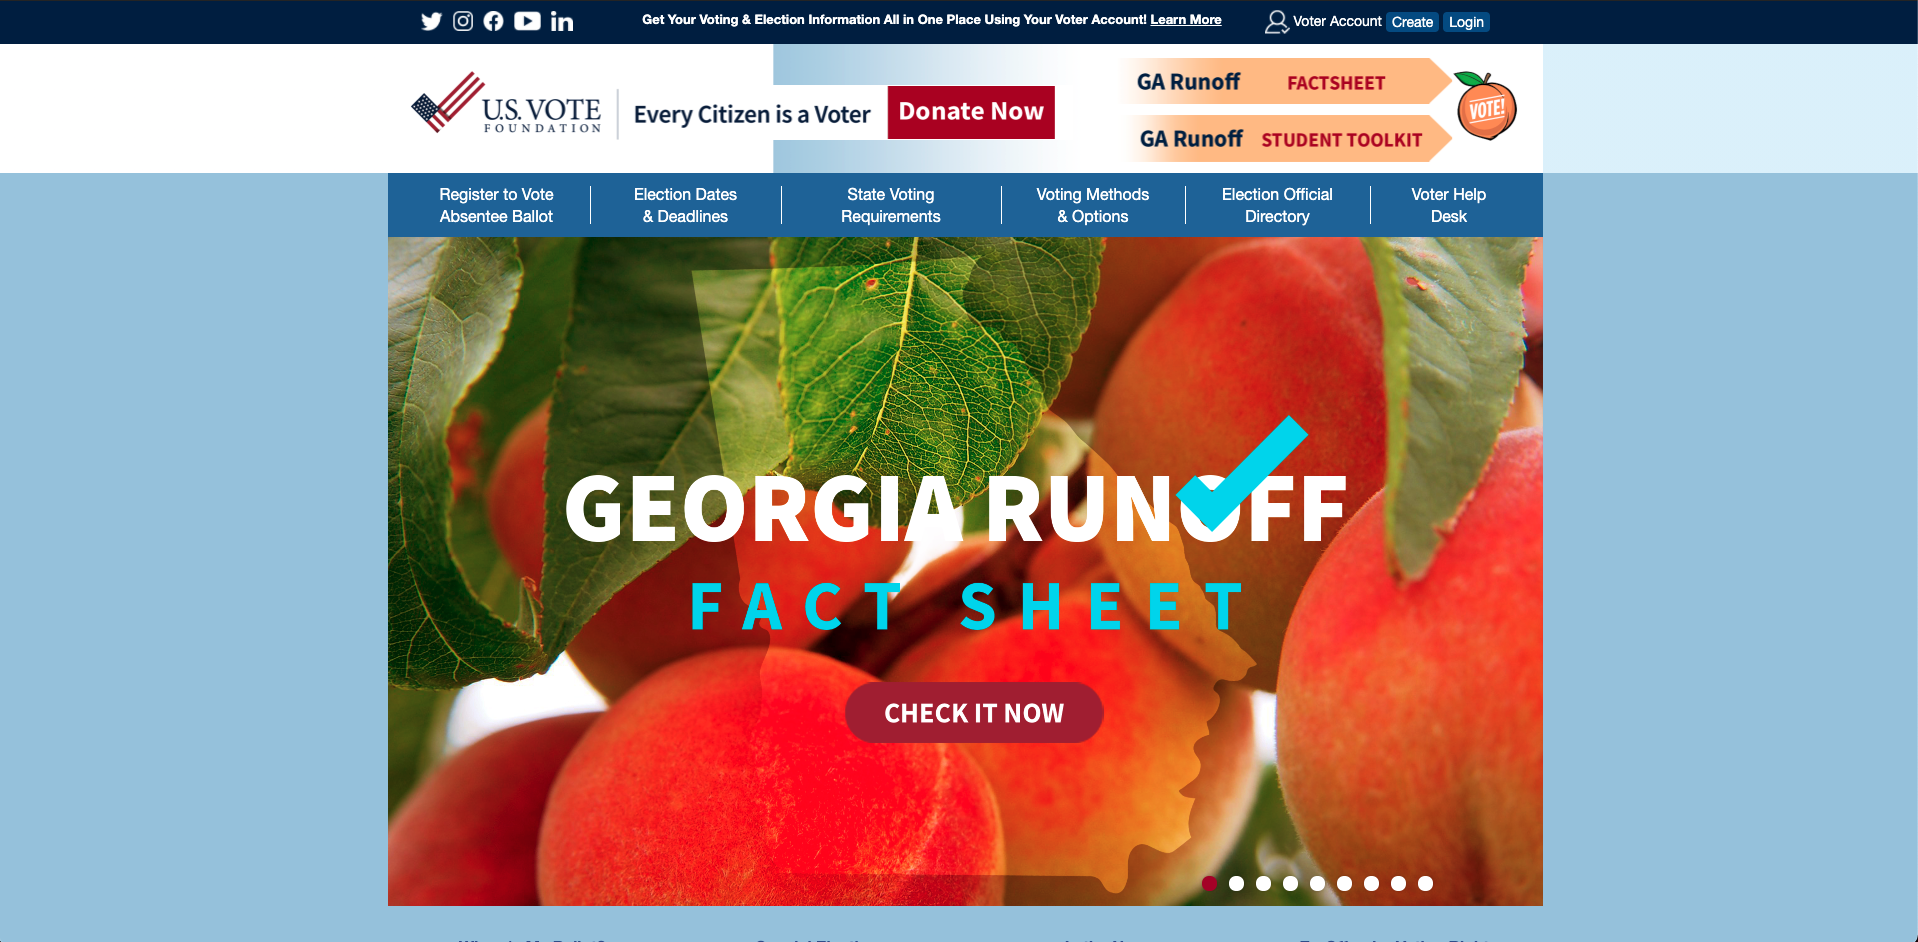 Get Your Voting & Election Information All in One Place Using Your Voter Account! Learn More
Voter Account Create Login
U.S. VOTE
FOUNDATION
Every Citizen is a Voter
Donate Now
GA Runoff FACTSHEET
GA Runoff STUDENT TOOLKIT
VOTE!
Register to Vote
Absentee Ballot
Election Dates
& Deadlines
State Voting
Requirements
Voting Methods
& Options
Election Official
Directory
Voter Help
Desk
GEORGIA RUNOFF
FACT SHEET
CHECK IT NOW